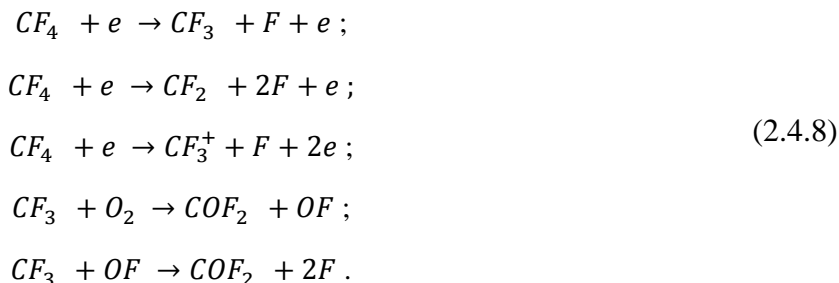 CF₄ + e → CF₃ + F + e ;
CF₄ + e → CF₂ + 2F + e ;
CF₄ + e → CF₃⁺ + F + 2e ;
(2.4.8)
CF₃ + O₂ → COF₂ + OF ;
CF₃ + OF → COF₂ + 2F .